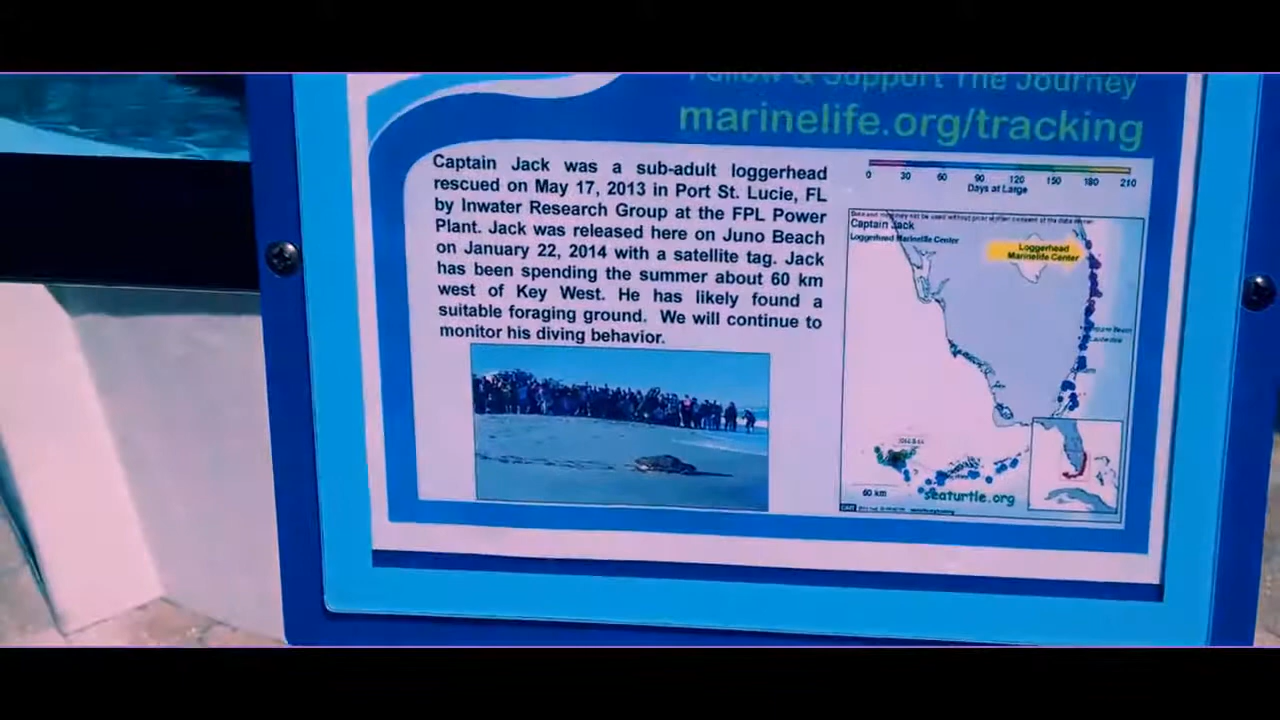 Follow & Support The Journey
marinelife.org/tracking
Captain Jack was a sub-adult loggerhead
rescued on May 17, 2013 in Port St. Lucie, FL
by Inwater Research Group at the FPL Power
Plant. Jack was released here on Juno Beach
on January 22, 2014 with a satellite tag. Jack
has been spending the summer about 60 km
west of Key West. He has likely found a
suitable foraging ground. We will continue to
monitor his diving behavior.
0 30 60 90 120 150 180 210
Days at Large
Captain Jack
Loggerhead Marinelife Center
Loggerhead
Marinelife Center
60 km
seaturtle.org